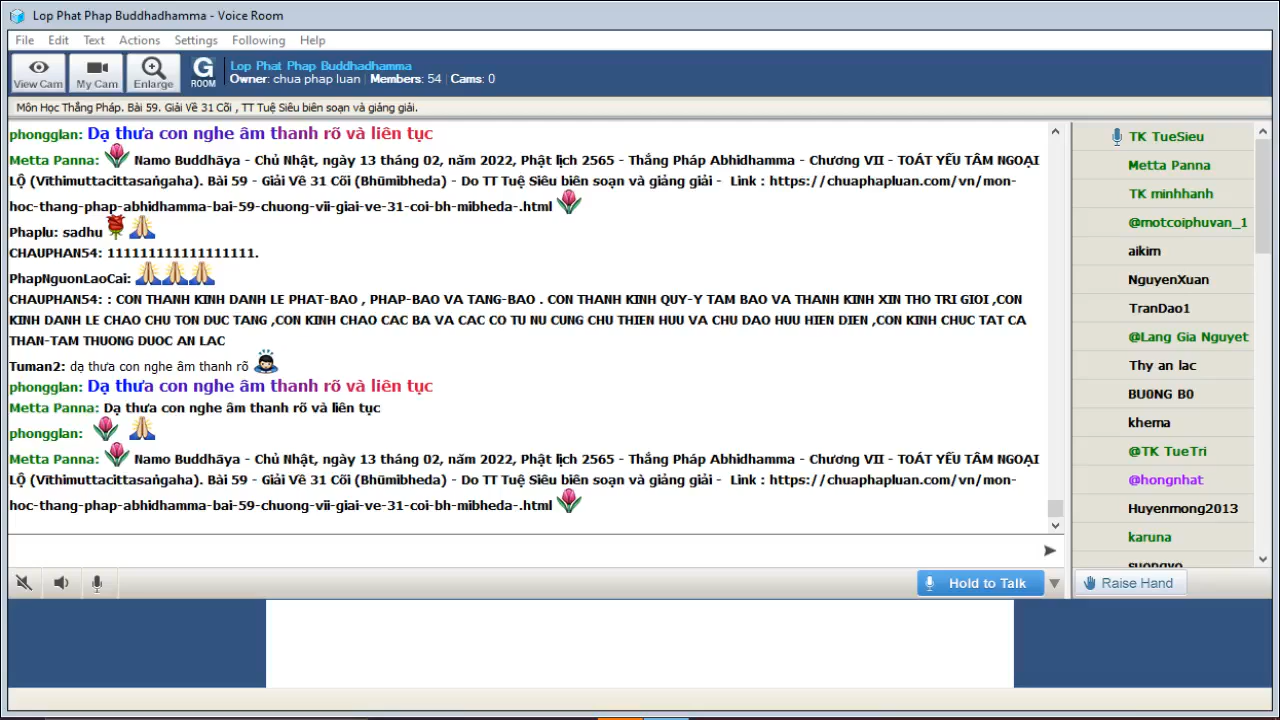 Lop Phat Phap Buddhadhamma - Voice Room
File Edit Text Actions Settings Following Help
View Cam My Cam Enlarge G ROOM
Lop Phat Phap Buddhadhamma
Owner: chua phap luan | Members: 54 | Cams: 0
Môn Học Thắng Pháp. Bài 59. Giải Về 31 Cõi , TT Tuệ Siêu biên soạn và giảng giải.
phongglan: Dạ thưa con nghe âm thanh rõ và liên tục
Metta Panna: Namo Buddhāya - Chủ Nhật, ngày 13 tháng 02, năm 2022, Phật lịch 2565 - Thắng Pháp Abhidhamma - Chương VII - TOÁT YẾU TÂM NGOẠI
LỘ (Vīthimuttacittasaṅgaha). Bài 59 - Giải Về 31 Cõi (Bhūmibheda) - Do TT Tuệ Siêu biên soạn và giảng giải - Link : https://chuaphapluan.com/vn/mon-
hoc-thang-phap-abhidhamma-bai-59-chuong-vii-giai-ve-31-coi-bh-mibheda-.html
Phaplu: sadhu
CHAUPHAN54: 1111111111111111111.
PhapNguonLaoCai:
CHAUPHAN54: : CON THANH KINH DANH LE PHAT-BAO , PHAP-BAO VA TANG-BAO . CON THANH KINH QUY-Y TAM BAO VA THANH KINH XIN THO TRI GIOI ,CON
KINH DANH LE CHAO CHU TON DUC TANG ,CON KINH CHAO CAC BA VA CAC CO TU NU CUNG CHU THIEN HUU VA CHU DAO HUU HIEN DIEN ,CON KINH CHUC TAT CA
THAN-TAM THUONG DUOC AN LAC
Tuman2: dạ thưa con nghe âm thanh rõ
phongglan: Dạ thưa con nghe âm thanh rõ và liên tục
Metta Panna: Dạ thưa con nghe âm thanh rõ và liên tục
phongglan:
Metta Panna: Namo Buddhāya - Chủ Nhật, ngày 13 tháng 02, năm 2022, Phật lịch 2565 - Thắng Pháp Abhidhamma - Chương VII - TOÁT YẾU TÂM NGOẠI
LỘ (Vīthimuttacittasaṅgaha). Bài 59 - Giải Về 31 Cõi (Bhūmibheda) - Do TT Tuệ Siêu biên soạn và giảng giải - Link : https://chuaphapluan.com/vn/mon-
hoc-thang-phap-abhidhamma-bai-59-chuong-vii-giai-ve-31-coi-bh-mibheda-.html
TK TueSieu
Metta Panna
TK minhhanh
@motcoiphuvan_1
aikim
NguyenXuan
TranDao1
@Lang Gia Nguyet
Thy an lac
BU0NG B0
khema
@TK TueTri
@hongnhat
Huyenmong2013
karuna
Hold to Talk
Raise Hand